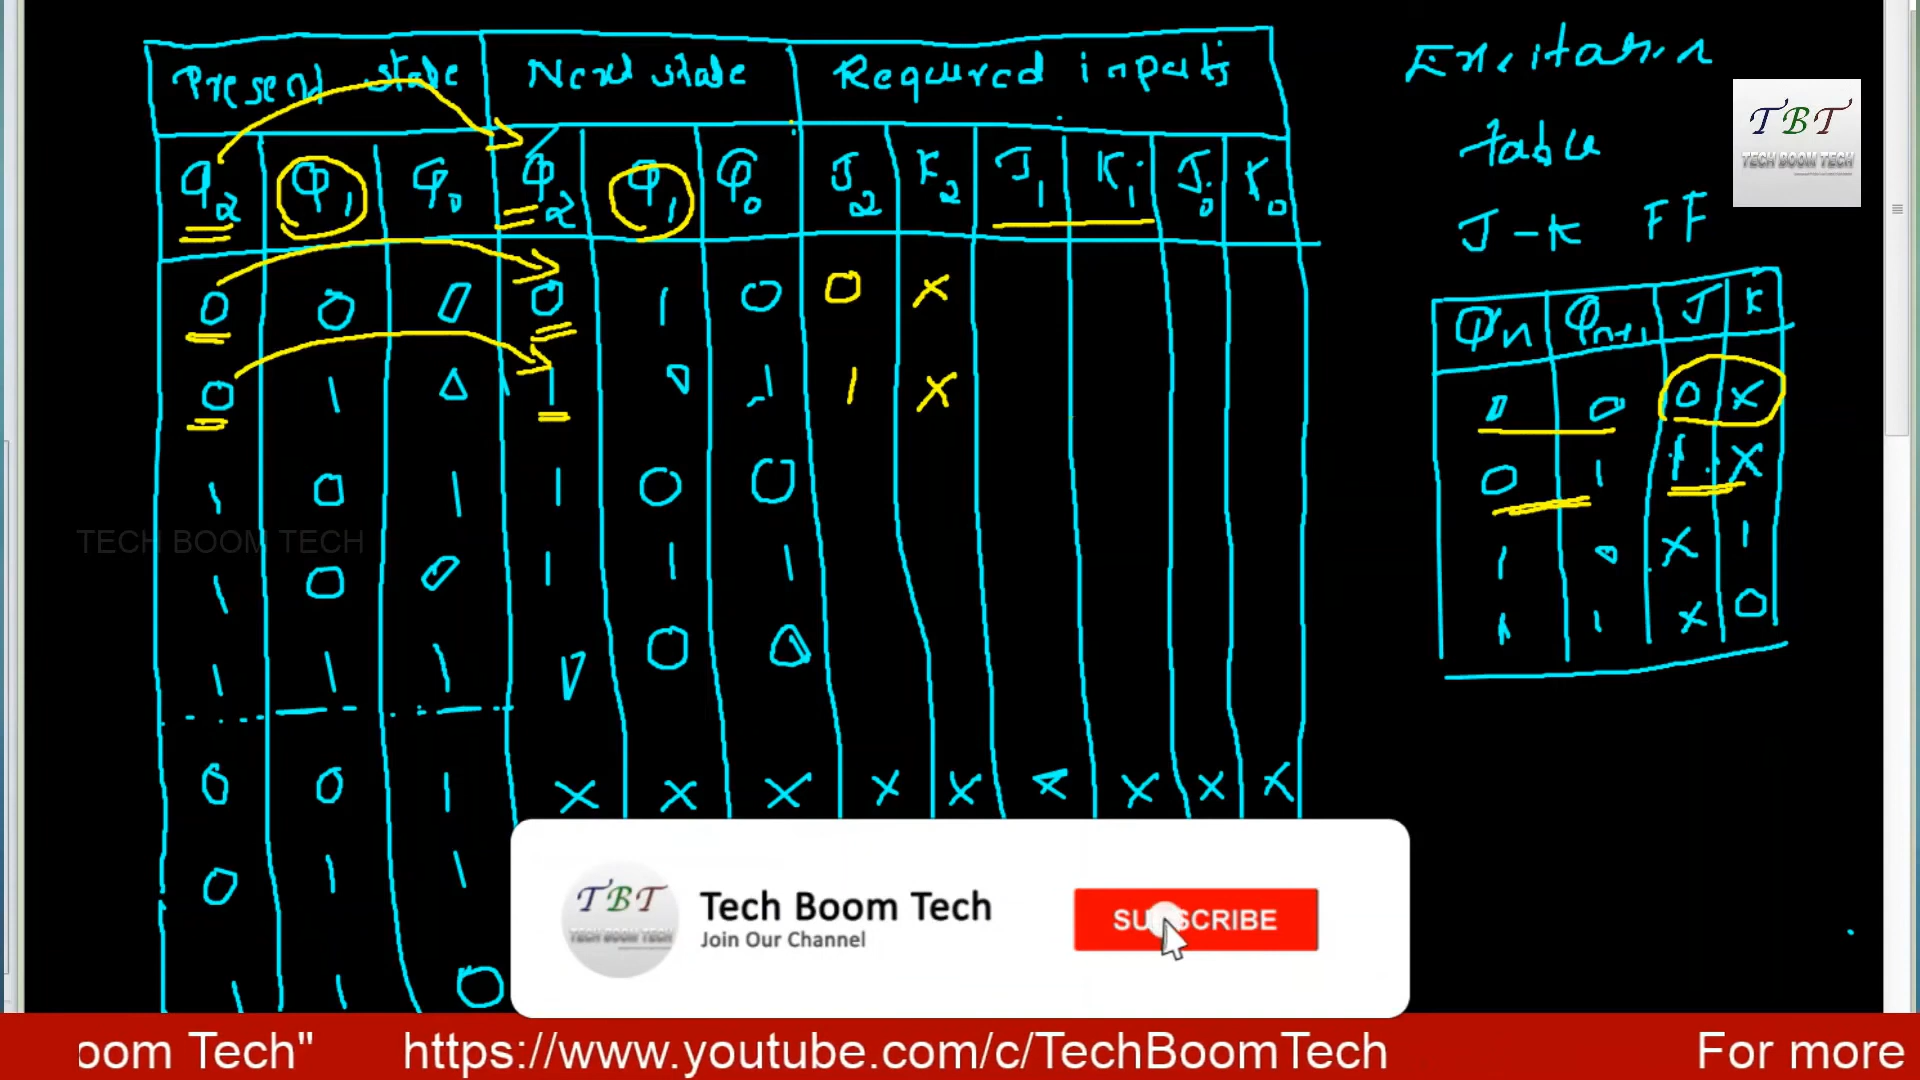 Present state Next state Required inputs
Q2 Q1 Q0 Q2 Q1 Q0 J2 K2 J1 K1 J0 K0
0 0 0 0 1 0 0 X
0 1 0 1 0 1 1 X
1 0 1 1 0 0
1 0 0 1 1 1
1 1 1 0 0 0
0 0 1 X X X X X X X X X
0 1 1
1 1 0
Excitation
table
J-K FF
Qn Qn+1 J K
0 0 0 X
0 1 1 X
1 0 X 1
1 1 X 0
TBT
TECH BOOM TECH
TECH BOOM TECH
TBT
TECH BOOM TECH
Tech Boom Tech
Join Our Channel
SUBSCRIBE
oom Tech" https://www.youtube.com/c/TechBoomTech For more